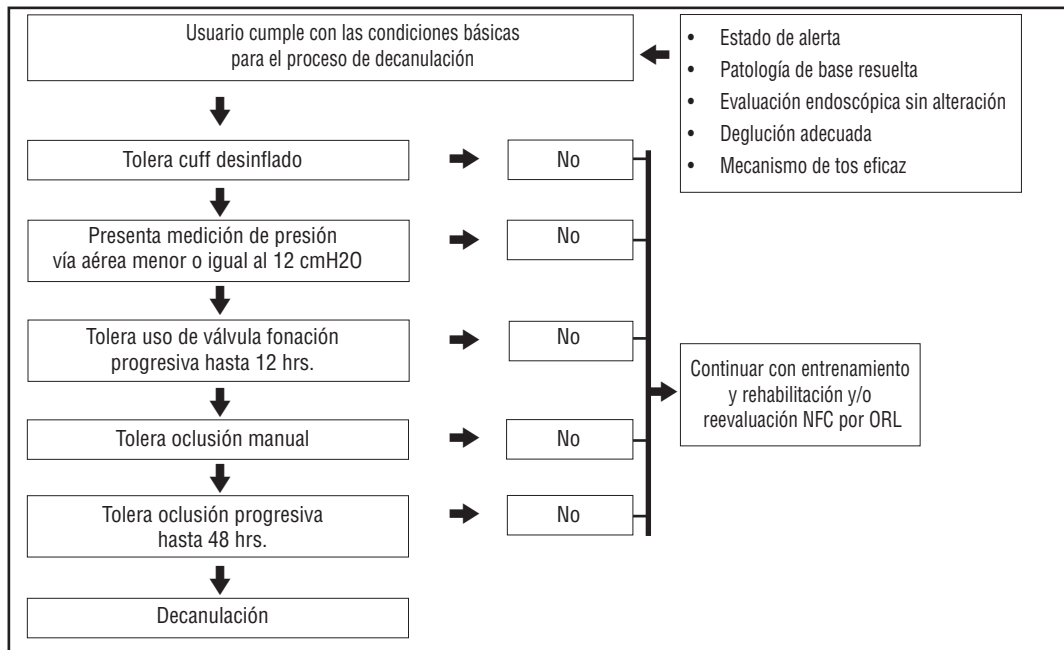 Usuario cumple con las condiciones básicas
para el proceso de decanulación
• Estado de alerta
• Patología de base resuelta
• Evaluación endoscópica sin alteración
• Deglución adecuada
• Mecanismo de tos eficaz
Tolera cuff desinflado
No
Presenta medición de presión
vía aérea menor o igual al 12 cmH2O
No
Tolera uso de válvula fonación
progresiva hasta 12 hrs.
No
Continuar con entrenamiento
y rehabilitación y/o
reevaluación NFC por ORL
Tolera oclusión manual
No
Tolera oclusión progresiva
hasta 48 hrs.
No
Decanulación